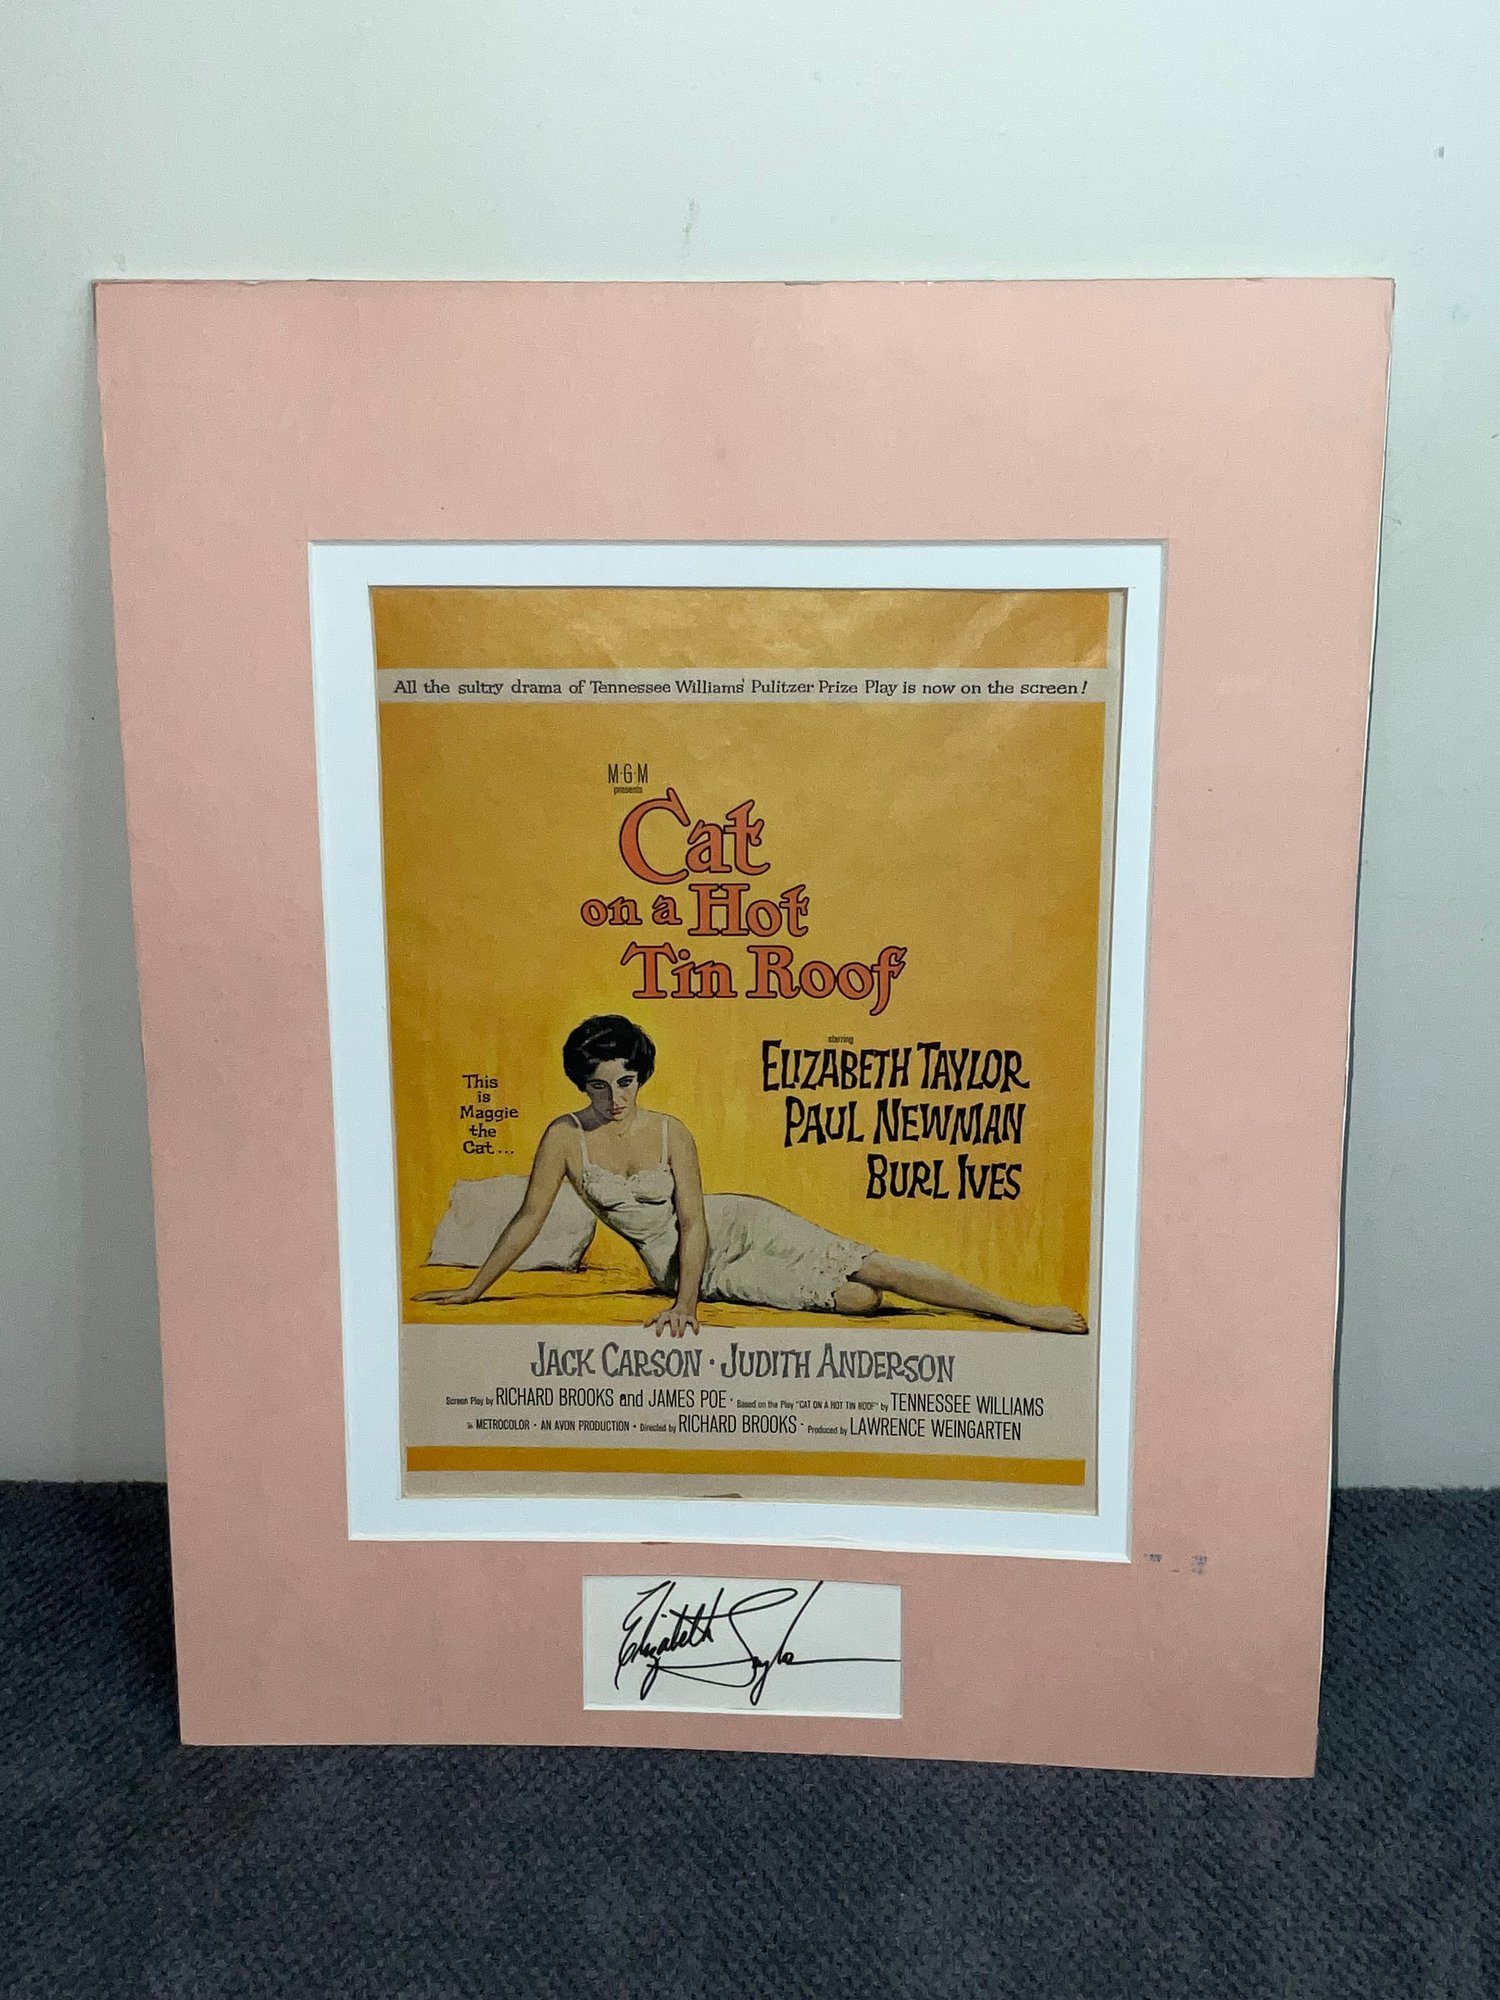 All the sultry drama of Tennessee Williams' Pulitzer Prize Play is now on the screen!
M·G·M
presents
Cat
on a Hot
Tin Roof
starring
ELIZABETH TAYLOR
PAUL NEWMAN
BURL IVES
This
is
Maggie
the
Cat...
JACK CARSON · JUDITH ANDERSON
Screen Play by RICHARD BROOKS and JAMES POE · Based on the Play "CAT ON A HOT TIN ROOF" by TENNESSEE WILLIAMS
in METROCOLOR · AN AVON PRODUCTION · Directed by RICHARD BROOKS · Produced by LAWRENCE WEINGARTEN
Elizabeth Taylor